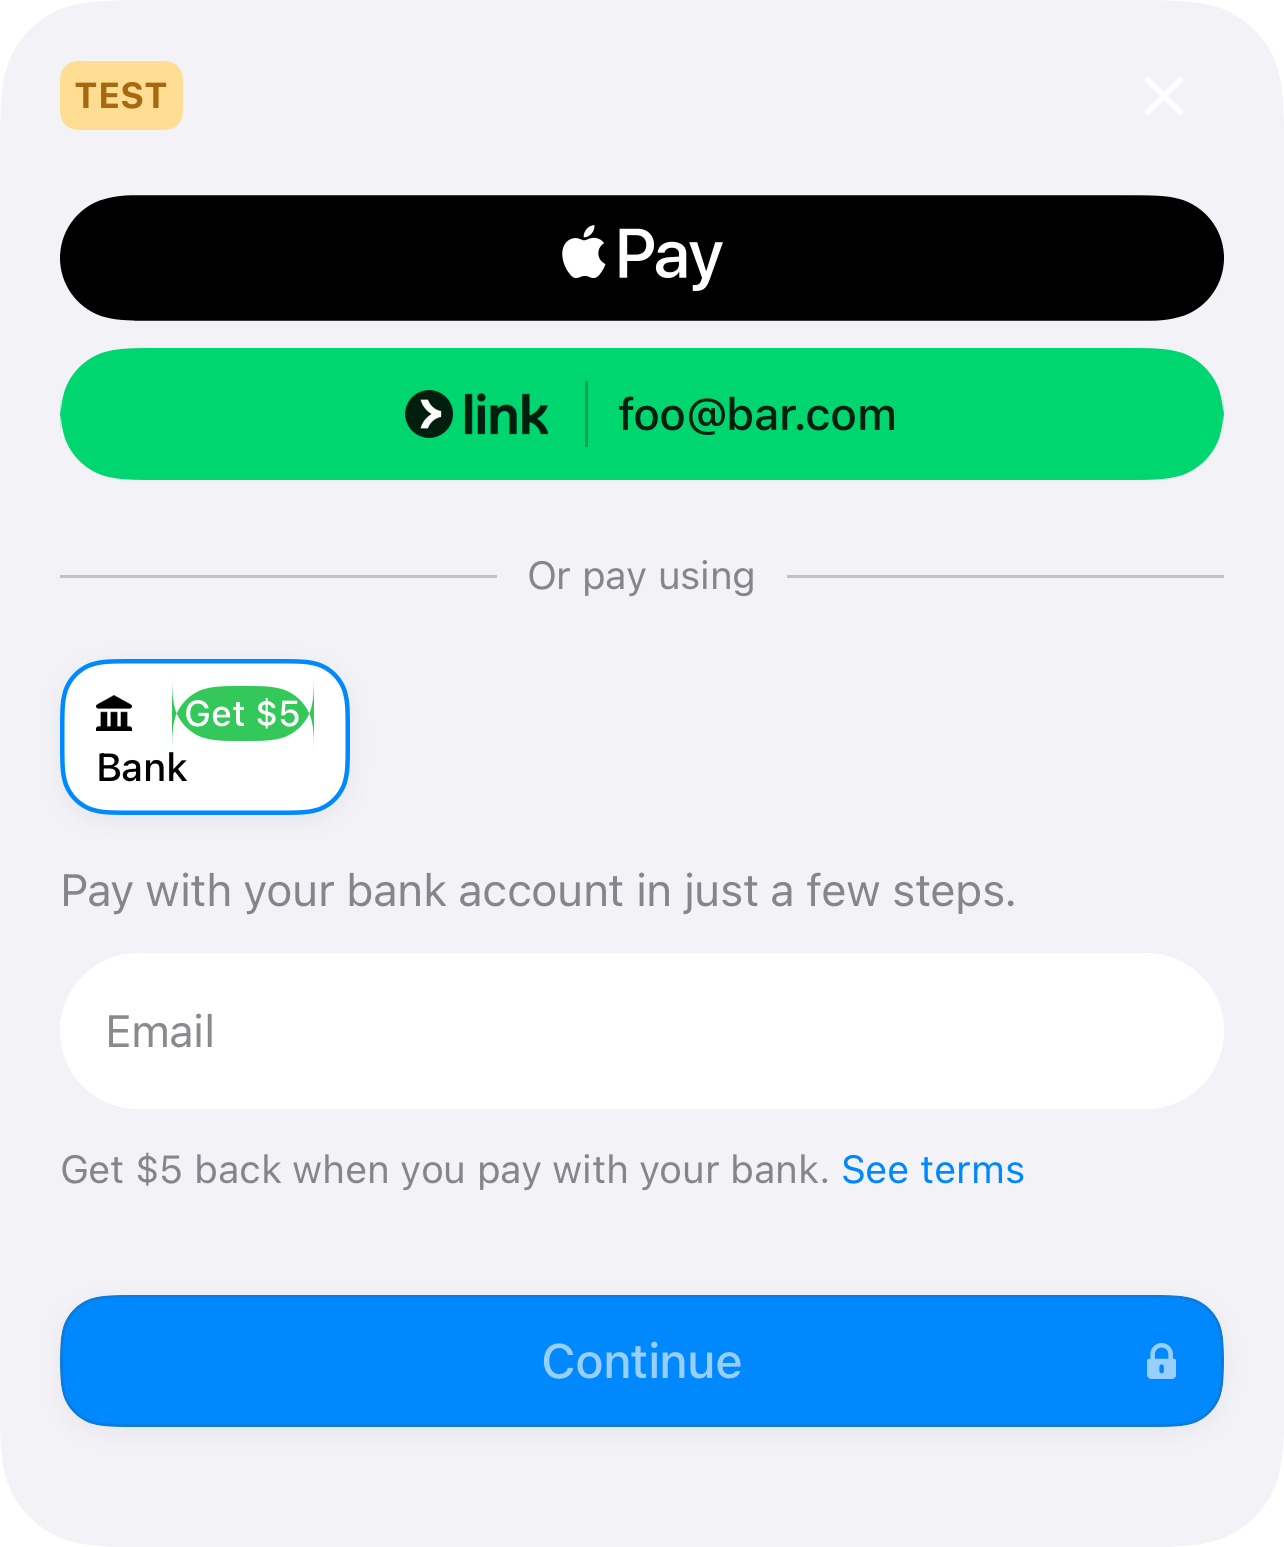 TEST
Pay
link foo@bar.com
Or pay using
Get $5
Bank
Pay with your bank account in just a few steps.
Email
Get $5 back when you pay with your bank. See terms
Continue